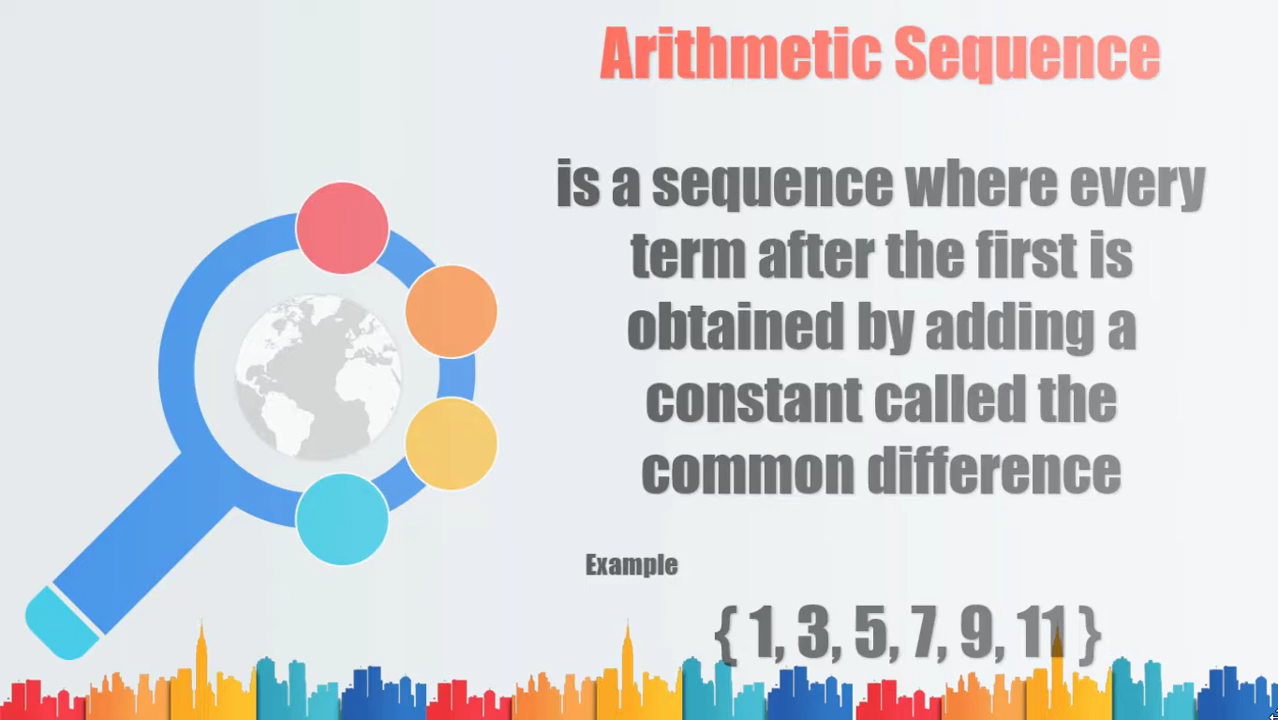 Arithmetic Sequence
is a sequence where every
term after the first is
obtained by adding a
constant called the
common difference
Example
{ 1, 3, 5, 7, 9, 11 }